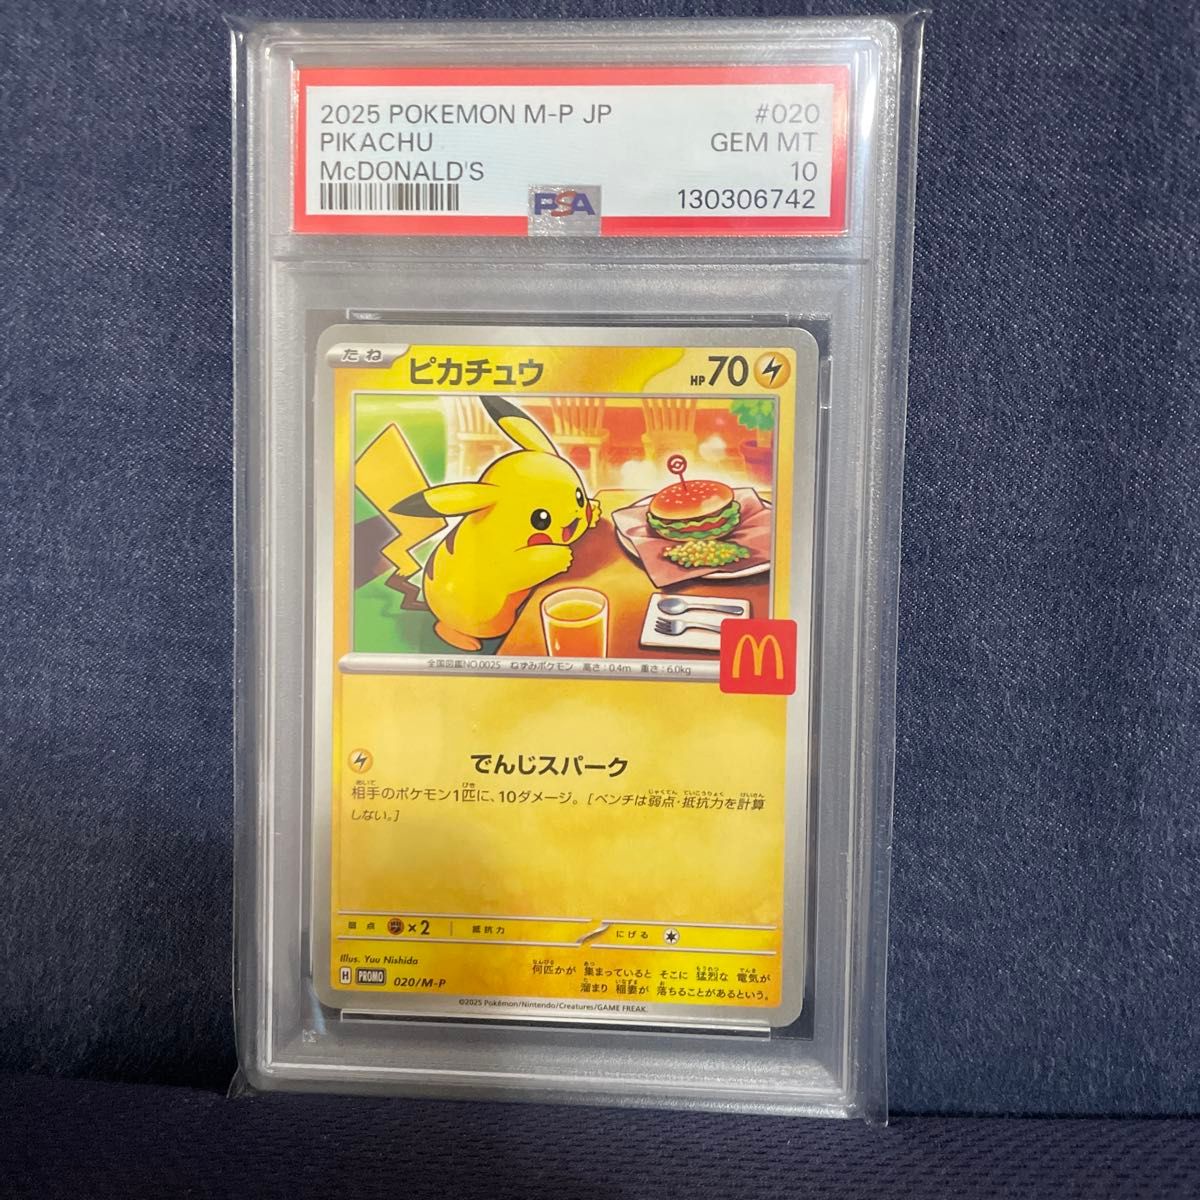 2025 POKEMON M-P JP #020
PIKACHU GEM MT
McDONALD'S 10
PSA 130306742
たね ピカチュウ HP70
全国図鑑NO.0025 ねずみポケモン 高さ:0.4m 重さ:6.0kg
でんじスパーク
相手のポケモン1匹に、10ダメージ。[ベンチは弱点・抵抗力を計算
しない。]
弱点 ×2 抵抗力 にげる
Illus. Yuu Nishida
何匹かが 集まっていると そこに 猛烈な 電気が
H PROMO 020/M-P
溜まり 稲妻が 落ちることがあるという。
©2025 Pokémon/Nintendo/Creatures/GAME FREAK.